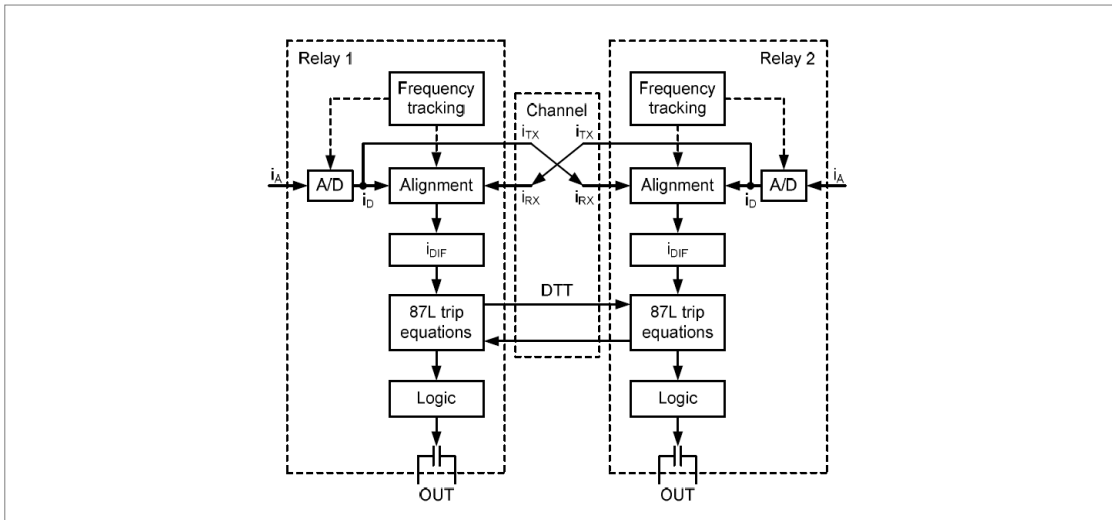 Relay 1
Relay 2
Frequency
tracking
Frequency
tracking
Channel
iTX
iTX
iA
A/D
iD
Alignment
iRX
iRX
Alignment
iD
A/D
iA
iDIF
iDIF
DTT
87L trip
equations
87L trip
equations
Logic
Logic
OUT
OUT